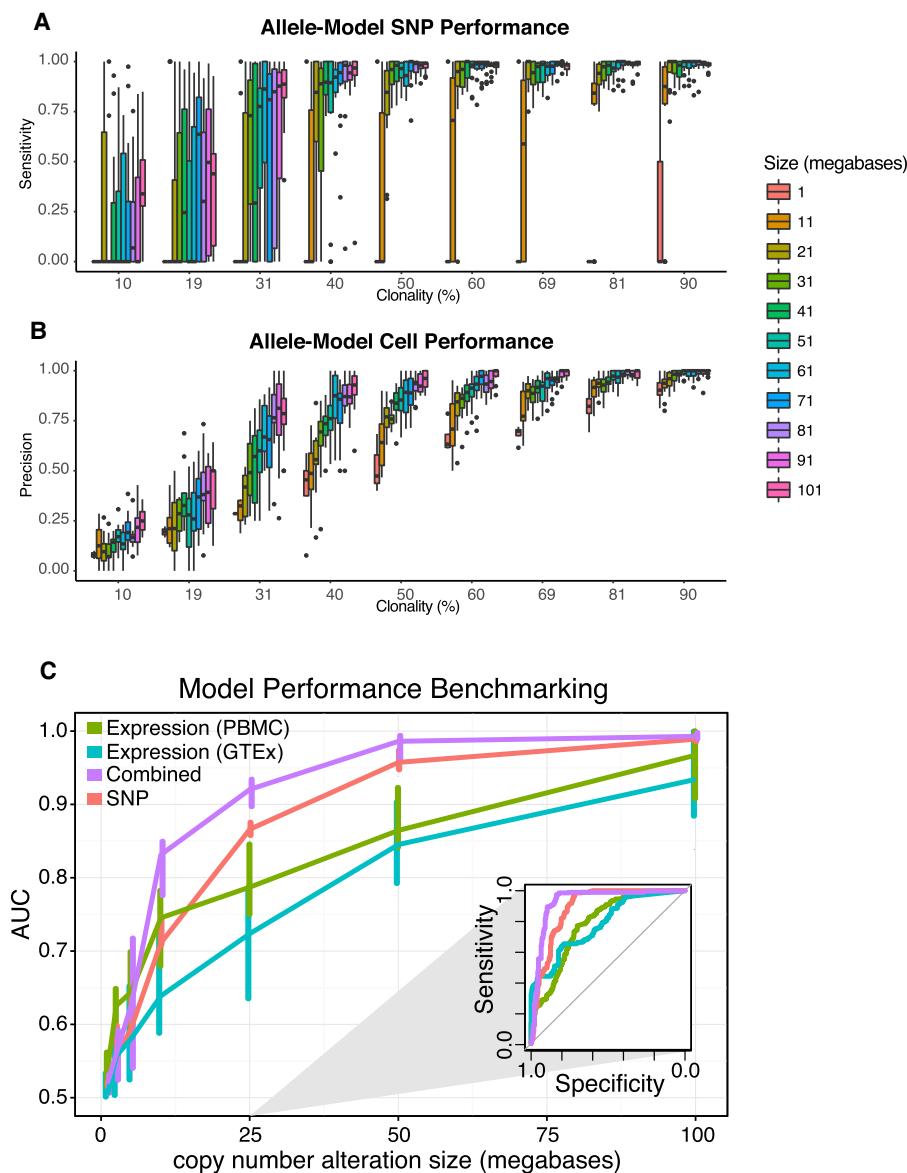 A
Allele-Model SNP Performance
1.00
0.75
0.50
0.25
0.00
Sensitivity
10 19 31 40 50 60 69 81 90
Clonality (%)
B
Allele-Model Cell Performance
1.00
0.75
0.50
0.25
0.00
Precision
10 19 31 40 50 60 69 81 90
Clonality (%)
Size (megabases)
1
11
21
31
41
51
61
71
81
91
101
C
Model Performance Benchmarking
Expression (PBMC)
Expression (GTEx)
Combined
SNP
1.0
0.9
0.8
0.7
0.6
0.5
AUC
0 25 50 75 100
copy number alteration size (megabases)
1.0
0.0
Sensitivity
1.0 0.0
Specificity